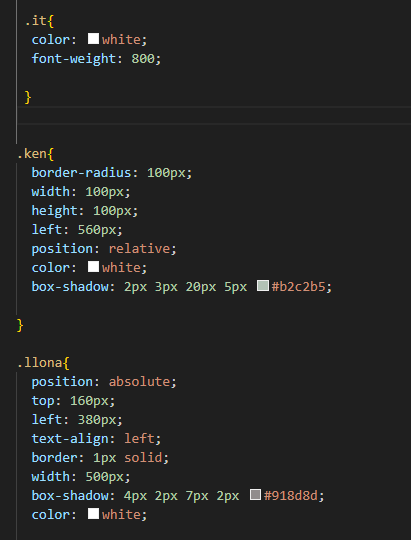 .it{
color: white;
font-weight: 800;
}
.ken{
border-radius: 100px;
width: 100px;
height: 100px;
left: 560px;
position: relative;
color: white;
box-shadow: 2px 3px 20px 5px #b2c2b5;
}
.llona{
position: absolute;
top: 160px;
left: 380px;
text-align: left;
border: 1px solid;
width: 500px;
box-shadow: 4px 2px 7px 2px #918d8d;
color: white;